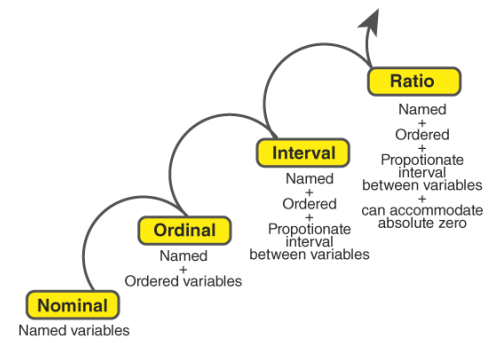 Ratio
Named
+
Ordered
+
Propotionate
interval
between variables
+
can accommodate
absolute zero
Interval
Named
+
Ordered
+
Propotionate
interval
between variables
Ordinal
Named
+
Ordered variables
Nominal
Named variables